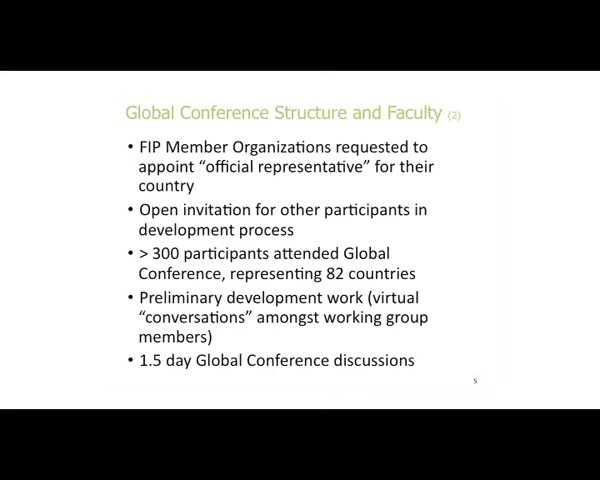 Global Conference Structure and Faculty (2)
• FIP Member Organizations requested to
appoint “official representative” for their
country
• Open invitation for other participants in
development process
• > 300 participants attended Global
Conference, representing 82 countries
• Preliminary development work (virtual
“conversations” amongst working group
members)
• 1.5 day Global Conference discussions
5